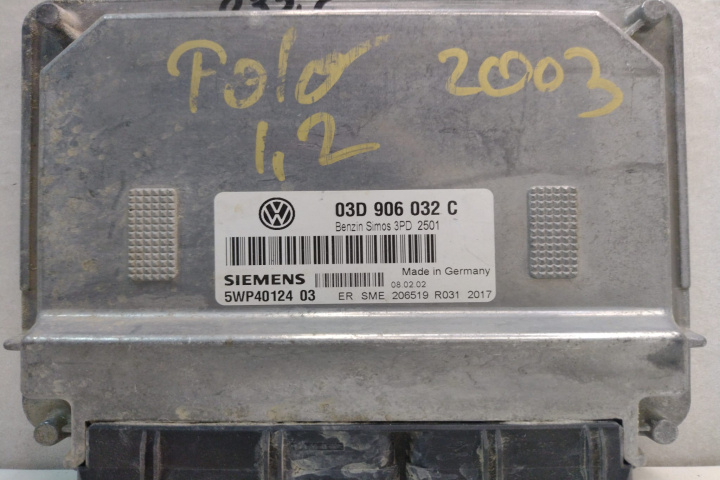 Polo 2003
1,2
03D 906 032 C
Benzin Simos 3PD 2501
SIEMENS
Made in Germany
08.02.02
5WP40124 03 ER SME 206519 R031 2017